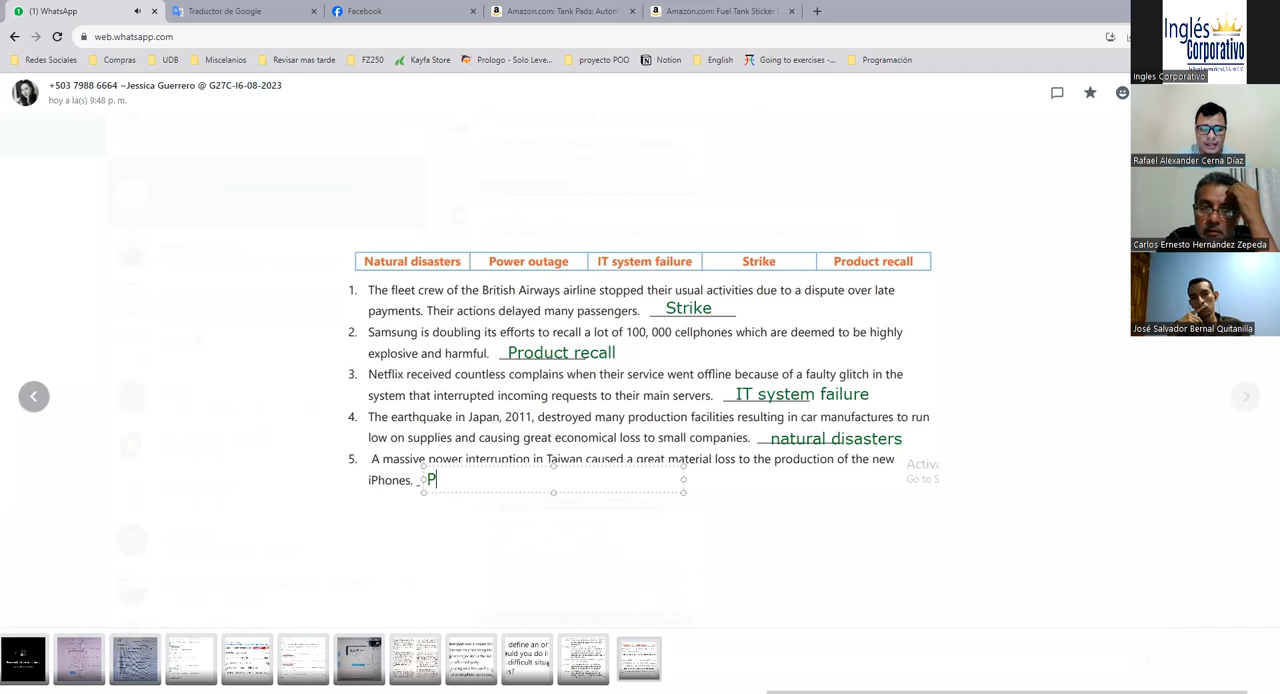 (1) WhatsApp
Traductor de Google
Facebook
Amazon.com: Tank Pads: Autom
Amazon.com: Fuel Tank Sticker
web.whatsapp.com
Redes Sociales
Compras
UDB
Miscelanios
Revisar mas tarde
FZ250
Kayfa Store
Prologo - Solo Leve...
proyecto POO
Notion
English
Going to exercises -...
Programación
+503 7988 6664 ~Jessica Guerrero @ G27C-I6-08-2023
hoy a la(s) 9:48 p. m.
Inglés
Corporativo
Ingles Corporativo
Rafael Alexander Cerna Díaz
Carlos Ernesto Hernández Zepeda
José Salvador Bernal Quitanilla
Natural disasters Power outage IT system failure Strike Product recall
1. The fleet crew of the British Airways airline stopped their usual activities due to a dispute over late
payments. Their actions delayed many passengers. Strike
2. Samsung is doubling its efforts to recall a lot of 100, 000 cellphones which are deemed to be highly
explosive and harmful. Product recall
3. Netflix received countless complains when their service went offline because of a faulty glitch in the
system that interrupted incoming requests to their main servers. IT system failure
4. The earthquake in Japan, 2011, destroyed many production facilities resulting in car manufactures to run
low on supplies and causing great economical loss to small companies. natural disasters
5. A massive power interruption in Taiwan caused a great material loss to the production of the new
iPhones. P
Activa
Go to S
define an or
ould you do i
difficult situ
s?